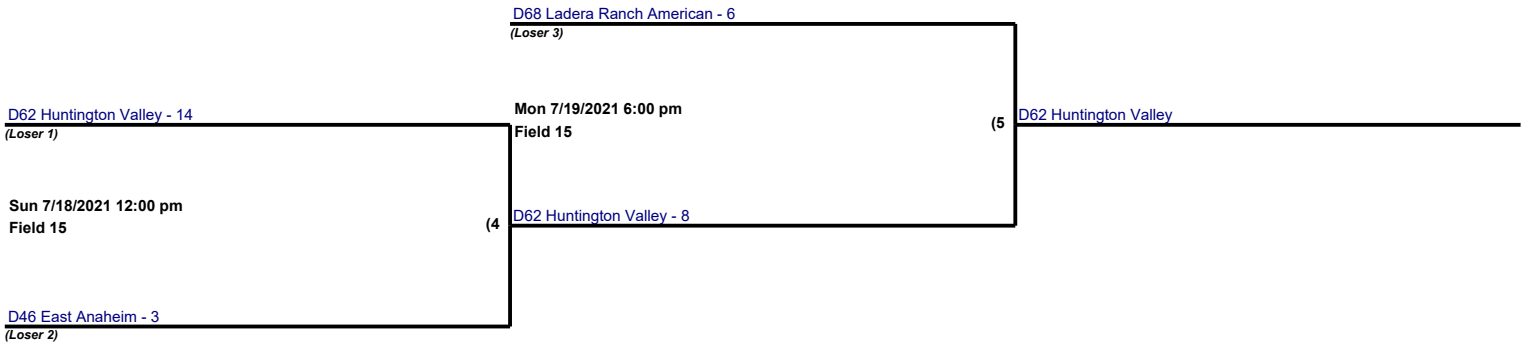 D68 Ladera Ranch American - 6
(Loser 3)
D62 Huntington Valley - 14
(Loser 1)
Mon 7/19/2021 6:00 pm
Field 15
(5
D62 Huntington Valley
Sun 7/18/2021 12:00 pm
Field 15
(4
D62 Huntington Valley - 8
D46 East Anaheim - 3
(Loser 2)